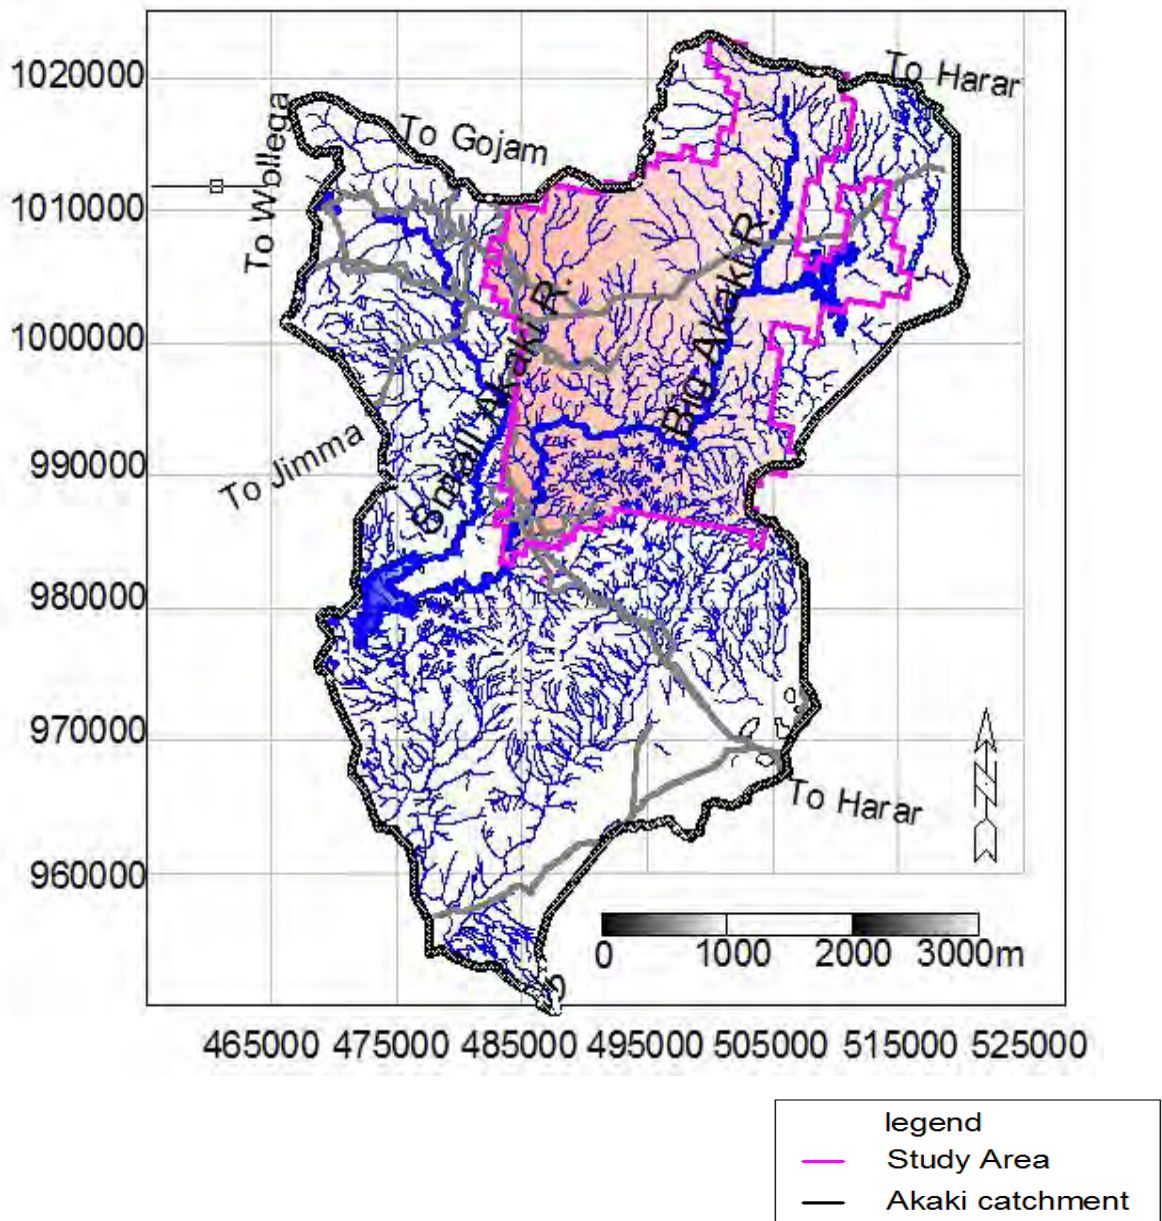 1020000
To Harar
To Gojam
To Wollega
1010000
Big Akaki R.
Small Akaki R.
1000000
To Jimma
990000
980000
970000
To Harar
960000
0 1000 2000 3000m
465000 475000 485000 495000 505000 515000 525000
legend
Study Area
Akaki catchment